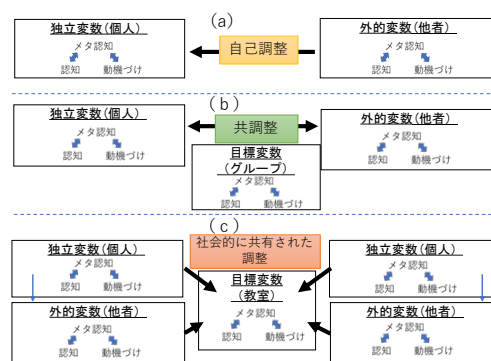 (a)
独立変数(個人)
メタ認知
認知 動機づけ
自己調整
外的変数(他者)
メタ認知
認知 動機づけ
(b)
独立変数(個人)
メタ認知
認知 動機づけ
共調整
目標変数
(グループ)
メタ認知
認知 動機づけ
外的変数(他者)
メタ認知
認知 動機づけ
(c)
独立変数(個人)
メタ認知
認知 動機づけ
社会的に共有された
調整
目標変数
(教室)
メタ認知
認知 動機づけ
独立変数(個人)
メタ認知
認知 動機づけ
外的変数(他者)
メタ認知
認知 動機づけ
外的変数(他者)
メタ認知
認知 動機づけ